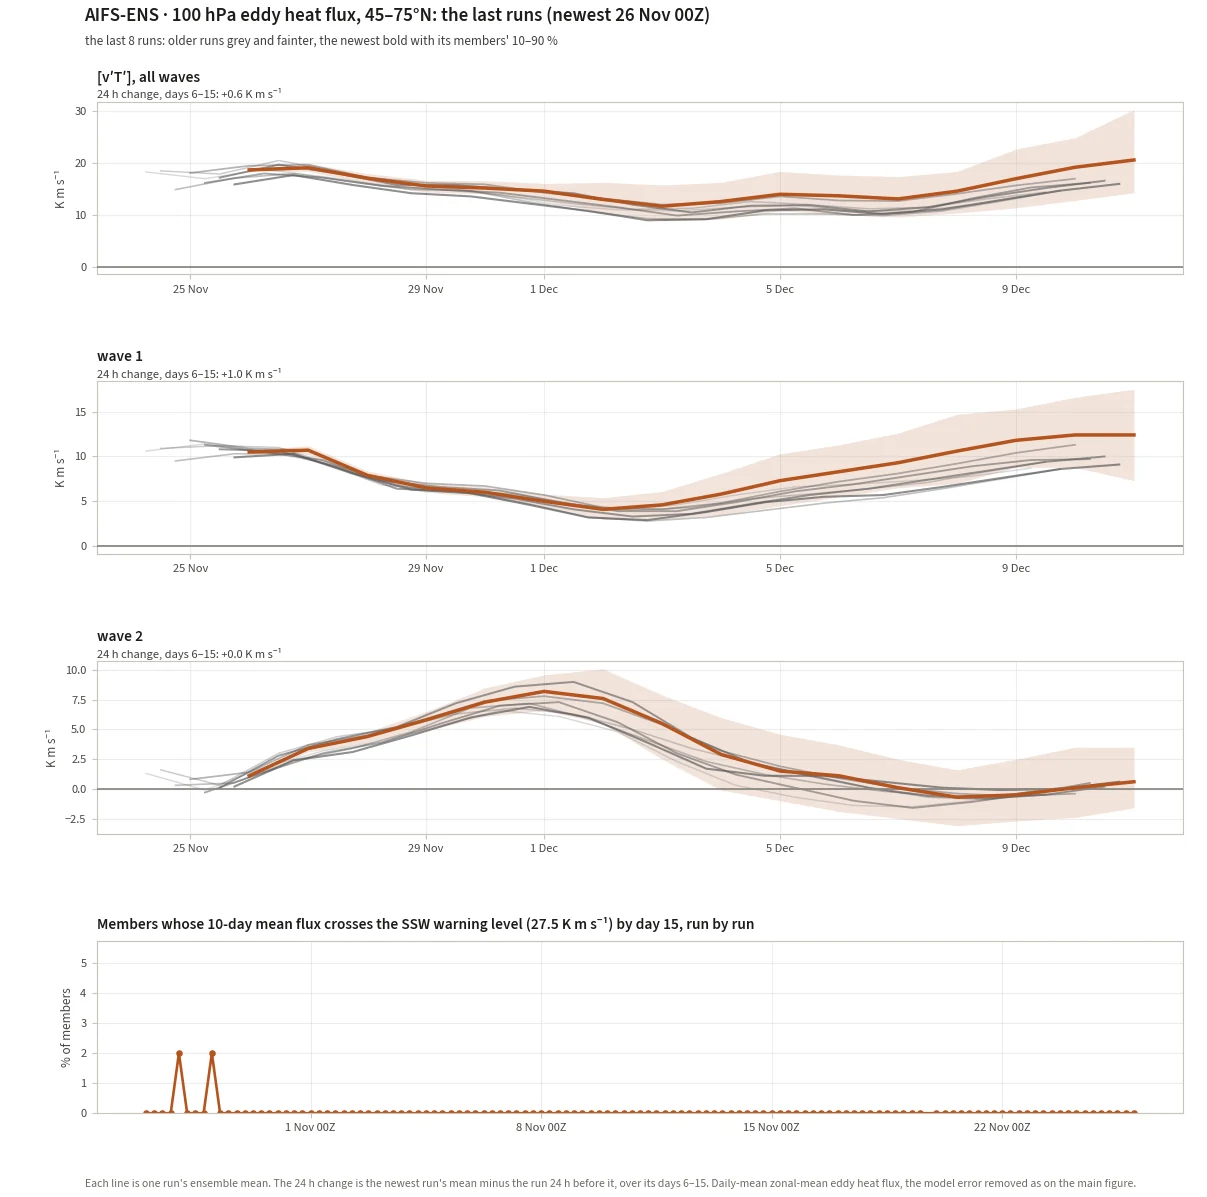 AIFS-ENS · 100 hPa eddy heat flux, 45–75°N: the last runs (newest 26 Nov 00Z)
the last 8 runs: older runs grey and fainter, the newest bold with its members' 10–90 %
[v′T′], all waves
24 h change, days 6–15: +0.6 K m s⁻¹
30
20
10
0
K m s⁻¹
25 Nov
29 Nov
1 Dec
5 Dec
9 Dec
wave 1
24 h change, days 6–15: +1.0 K m s⁻¹
15
10
5
0
K m s⁻¹
25 Nov
29 Nov
1 Dec
5 Dec
9 Dec
wave 2
24 h change, days 6–15: +0.0 K m s⁻¹
10.0
7.5
5.0
2.5
0.0
−2.5
K m s⁻¹
25 Nov
29 Nov
1 Dec
5 Dec
9 Dec
Members whose 10-day mean flux crosses the SSW warning level (27.5 K m s⁻¹) by day 15, run by run
5
4
3
2
1
0
% of members
1 Nov 00Z
8 Nov 00Z
15 Nov 00Z
22 Nov 00Z
Each line is one run's ensemble mean. The 24 h change is the newest run's mean minus the run 24 h before it, over its days 6–15. Daily-mean zonal-mean eddy heat flux, the model error removed as on the main figure.